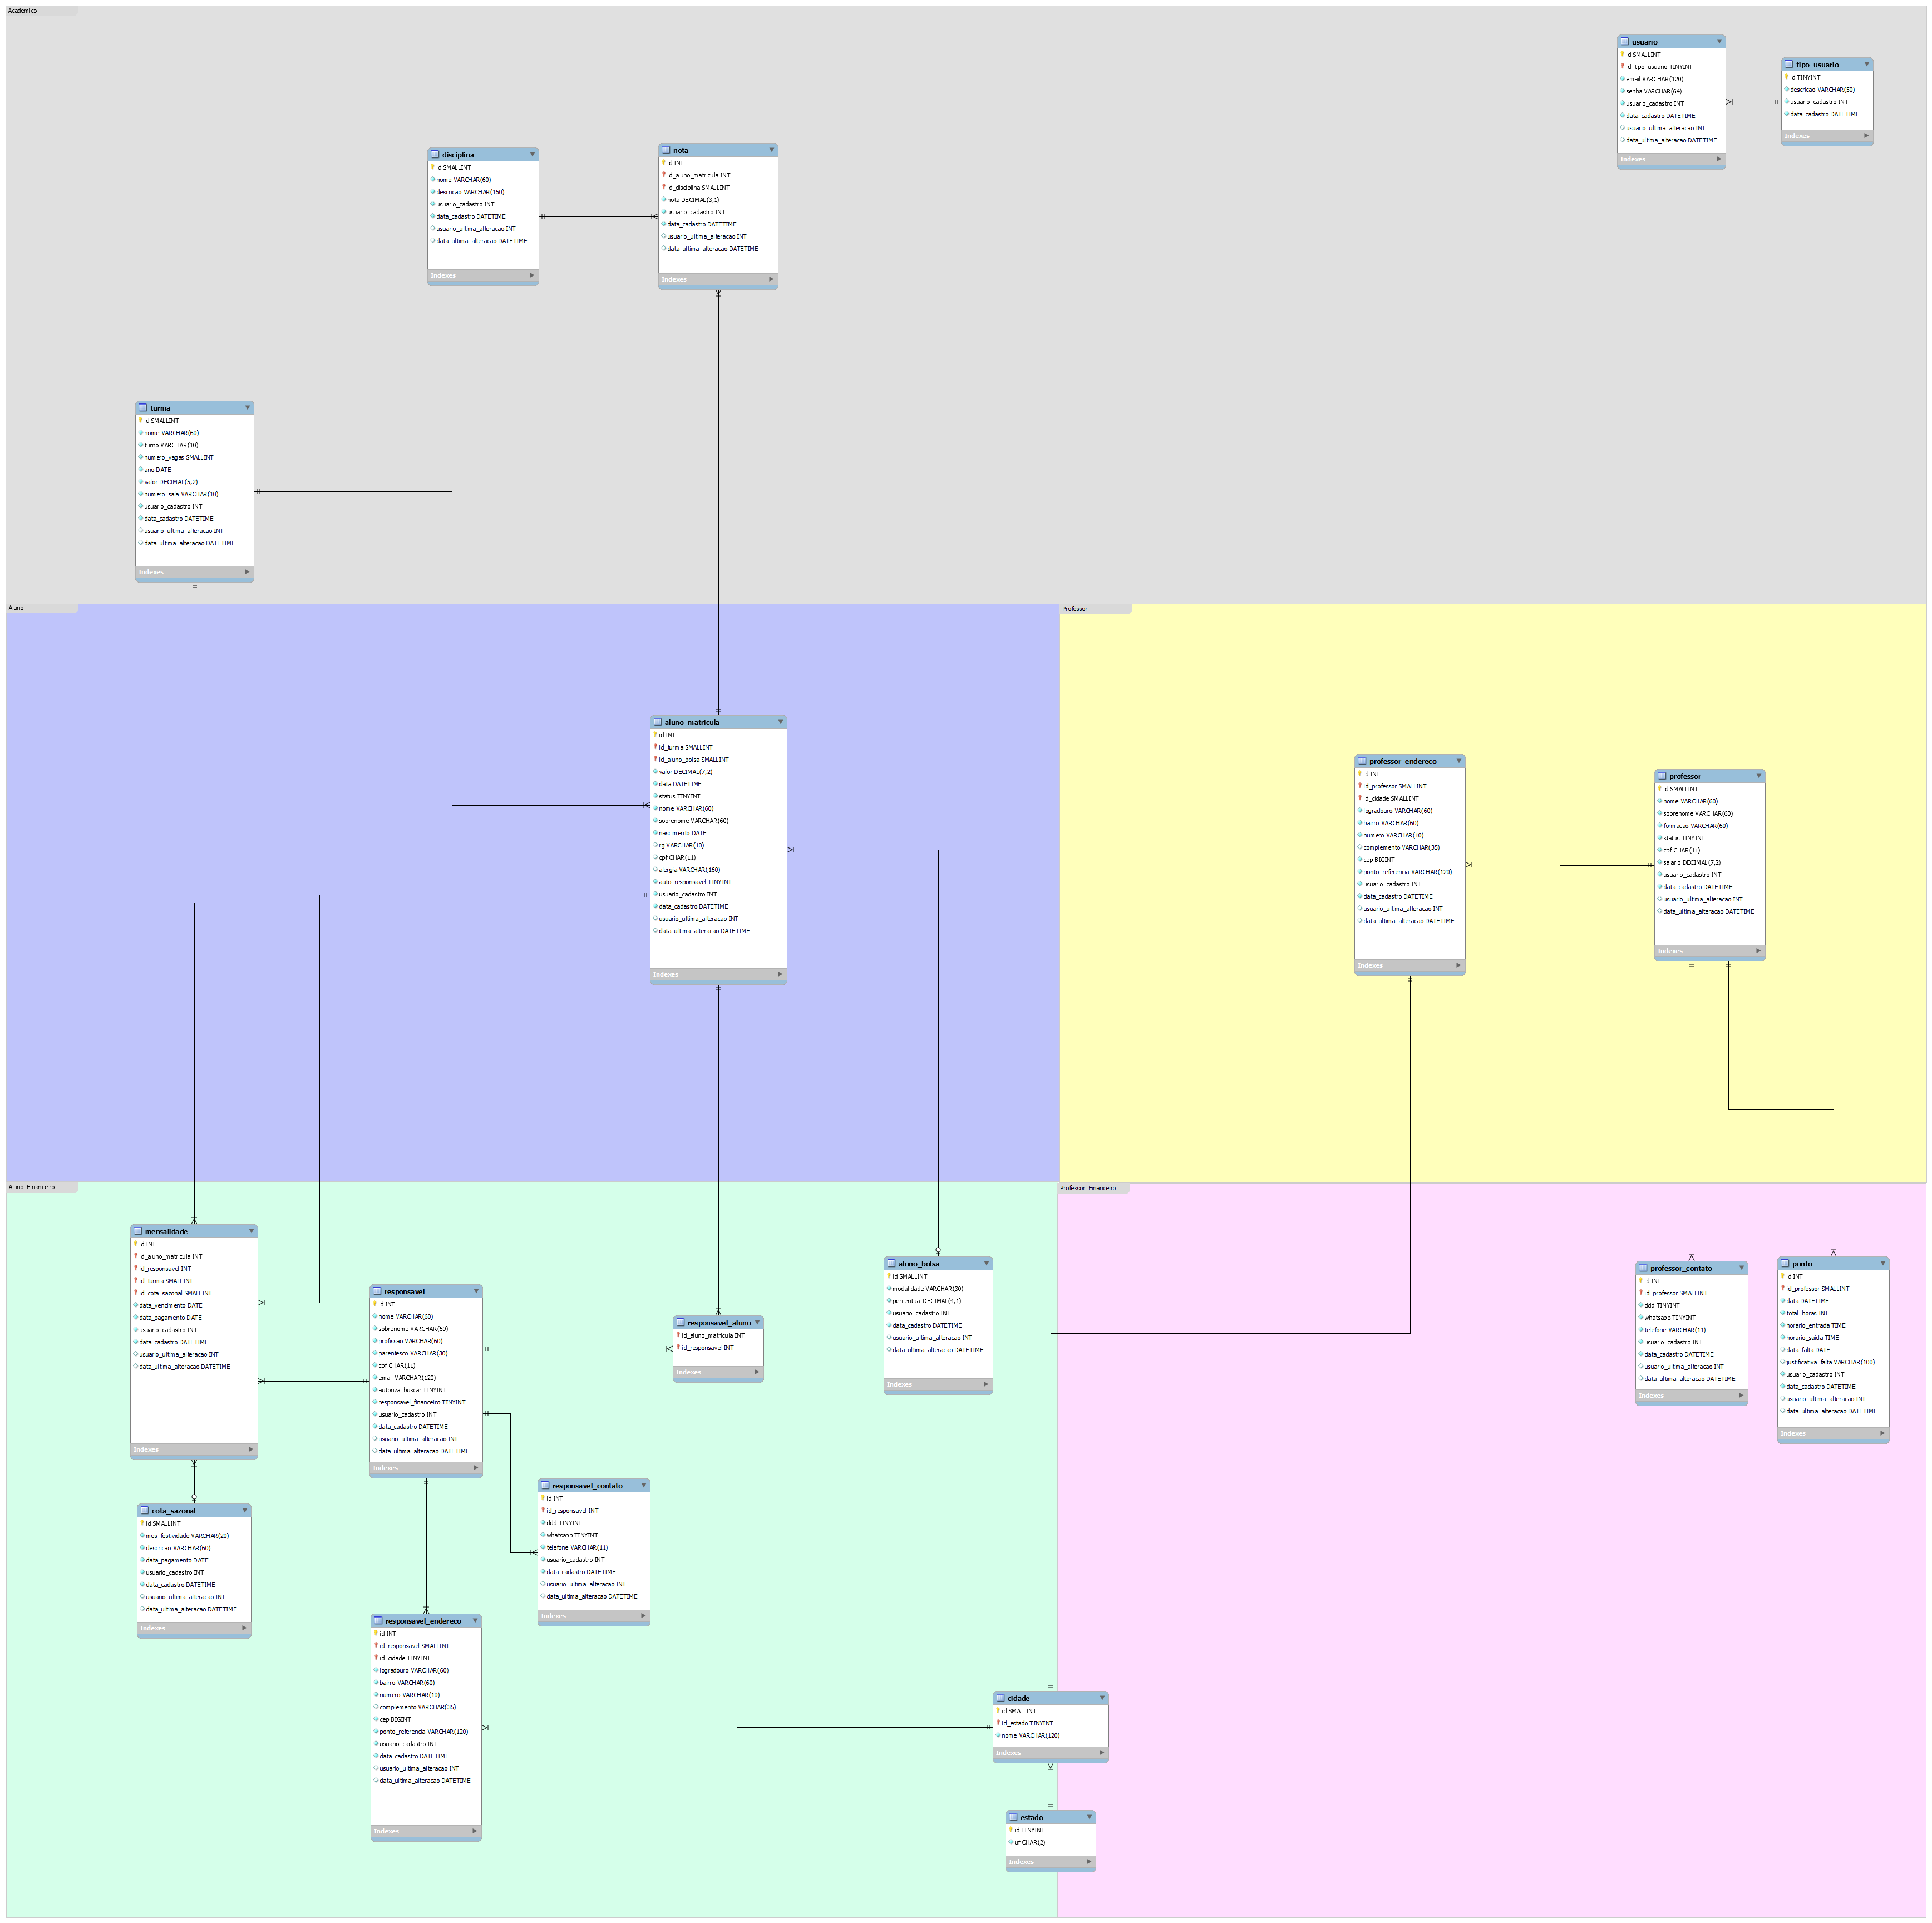 Academico
usuario
id SMALLINT
id_tipo_usuario TINYINT
email VARCHAR(120)
senha VARCHAR(64)
usuario_cadastro INT
data_cadastro DATETIME
usuario_ultima_alteracao INT
data_ultima_alteracao DATETIME
Indexes
tipo_usuario
id TINYINT
descricao VARCHAR(50)
usuario_cadastro INT
data_cadastro DATETIME
Indexes
disciplina
id SMALLINT
nome VARCHAR(60)
descricao VARCHAR(150)
usuario_cadastro INT
data_cadastro DATETIME
usuario_ultima_alteracao INT
data_ultima_alteracao DATETIME
Indexes
nota
id INT
id_aluno_matricula INT
id_disciplina SMALLINT
nota DECIMAL(3,1)
usuario_cadastro INT
data_cadastro DATETIME
usuario_ultima_alteracao INT
data_ultima_alteracao DATETIME
Indexes
turma
id SMALLINT
nome VARCHAR(60)
turno VARCHAR(10)
numero_vagas SMALLINT
ano DATE
valor DECIMAL(5,2)
numero_sala VARCHAR(10)
usuario_cadastro INT
data_cadastro DATETIME
usuario_ultima_alteracao INT
data_ultima_alteracao DATETIME
Indexes
Aluno
Professor
aluno_matricula
id INT
id_turma SMALLINT
id_aluno_bolsa SMALLINT
valor DECIMAL(7,2)
data DATETIME
status TINYINT
nome VARCHAR(60)
sobrenome VARCHAR(60)
nascimento DATE
rg VARCHAR(10)
cpf CHAR(11)
alergia VARCHAR(160)
auto_responsavel TINYINT
usuario_cadastro INT
data_cadastro DATETIME
usuario_ultima_alteracao INT
data_ultima_alteracao DATETIME
Indexes
professor_endereco
id INT
id_professor SMALLINT
id_cidade SMALLINT
logradouro VARCHAR(60)
bairro VARCHAR(60)
numero VARCHAR(10)
complemento VARCHAR(35)
cep BIGINT
ponto_referencia VARCHAR(120)
usuario_cadastro INT
data_cadastro DATETIME
usuario_ultima_alteracao INT
data_ultima_alteracao DATETIME
Indexes
professor
id SMALLINT
nome VARCHAR(60)
sobrenome VARCHAR(60)
formacao VARCHAR(60)
status TINYINT
cpf CHAR(11)
salario DECIMAL(7,2)
usuario_cadastro INT
data_cadastro DATETIME
usuario_ultima_alteracao INT
data_ultima_alteracao DATETIME
Indexes
Aluno_Financeiro
Professor_Financeiro
mensalidade
id INT
id_aluno_matricula INT
id_responsavel INT
id_turma SMALLINT
id_cota_sazonal SMALLINT
data_vencimento DATE
data_pagamento DATE
usuario_cadastro INT
data_cadastro DATETIME
usuario_ultima_alteracao INT
data_ultima_alteracao DATETIME
Indexes
responsavel
id INT
nome VARCHAR(60)
sobrenome VARCHAR(60)
profissao VARCHAR(60)
parentesco VARCHAR(30)
cpf CHAR(11)
email VARCHAR(120)
autoriza_buscar TINYINT
responsavel_financeiro TINYINT
usuario_cadastro INT
data_cadastro DATETIME
usuario_ultima_alteracao INT
data_ultima_alteracao DATETIME
Indexes
responsavel_aluno
id_aluno_matricula INT
id_responsavel INT
Indexes
aluno_bolsa
id SMALLINT
modalidade VARCHAR(30)
percentual DECIMAL(4,1)
usuario_cadastro INT
data_cadastro DATETIME
usuario_ultima_alteracao INT
data_ultima_alteracao DATETIME
Indexes
professor_contato
id INT
id_professor SMALLINT
ddd TINYINT
whatsapp TINYINT
telefone VARCHAR(11)
usuario_cadastro INT
data_cadastro DATETIME
usuario_ultima_alteracao INT
data_ultima_alteracao DATETIME
Indexes
ponto
id INT
id_professor SMALLINT
data DATETIME
total_horas INT
horario_entrada TIME
horario_saida TIME
data_falta DATE
justificativa_falta VARCHAR(100)
usuario_cadastro INT
data_cadastro DATETIME
usuario_ultima_alteracao INT
data_ultima_alteracao DATETIME
Indexes
cota_sazonal
id SMALLINT
mes_festividade VARCHAR(20)
descricao VARCHAR(60)
data_pagamento DATE
usuario_cadastro INT
data_cadastro DATETIME
usuario_ultima_alteracao INT
data_ultima_alteracao DATETIME
Indexes
responsavel_contato
id INT
id_responsavel INT
ddd TINYINT
whatsapp TINYINT
telefone VARCHAR(11)
usuario_cadastro INT
data_cadastro DATETIME
usuario_ultima_alteracao INT
data_ultima_alteracao DATETIME
Indexes
responsavel_endereco
id INT
id_responsavel SMALLINT
id_cidade TINYINT
logradouro VARCHAR(60)
bairro VARCHAR(60)
numero VARCHAR(10)
complemento VARCHAR(35)
cep BIGINT
ponto_referencia VARCHAR(120)
usuario_cadastro INT
data_cadastro DATETIME
usuario_ultima_alteracao INT
data_ultima_alteracao DATETIME
Indexes
cidade
id SMALLINT
id_estado TINYINT
nome VARCHAR(120)
Indexes
estado
id TINYINT
uf CHAR(2)
Indexes